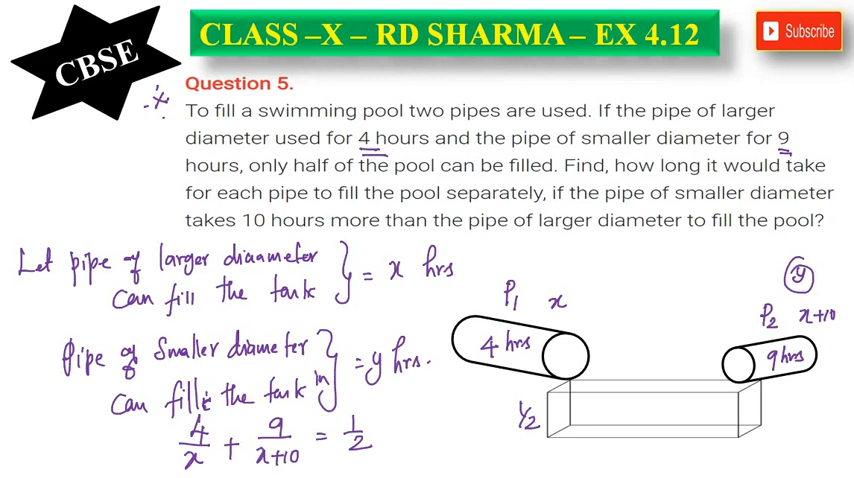 CBSE
CLASS –X – RD SHARMA – EX 4.12
Subscribe
Question 5.
To fill a swimming pool two pipes are used. If the pipe of larger
diameter used for 4 hours and the pipe of smaller diameter for 9
hours, only half of the pool can be filled. Find, how long it would take
for each pipe to fill the pool separately, if the pipe of smaller diameter
takes 10 hours more than the pipe of larger diameter to fill the pool?
Let pipe of larger diameter
can fill the tank } = x hrs
Pipe of smaller diameter
can fill the tank in } = y hrs.
4/x + 9/x+10 = 1/2
P1 x
4 hrs
y
P2 x+10
9 hrs
1/2